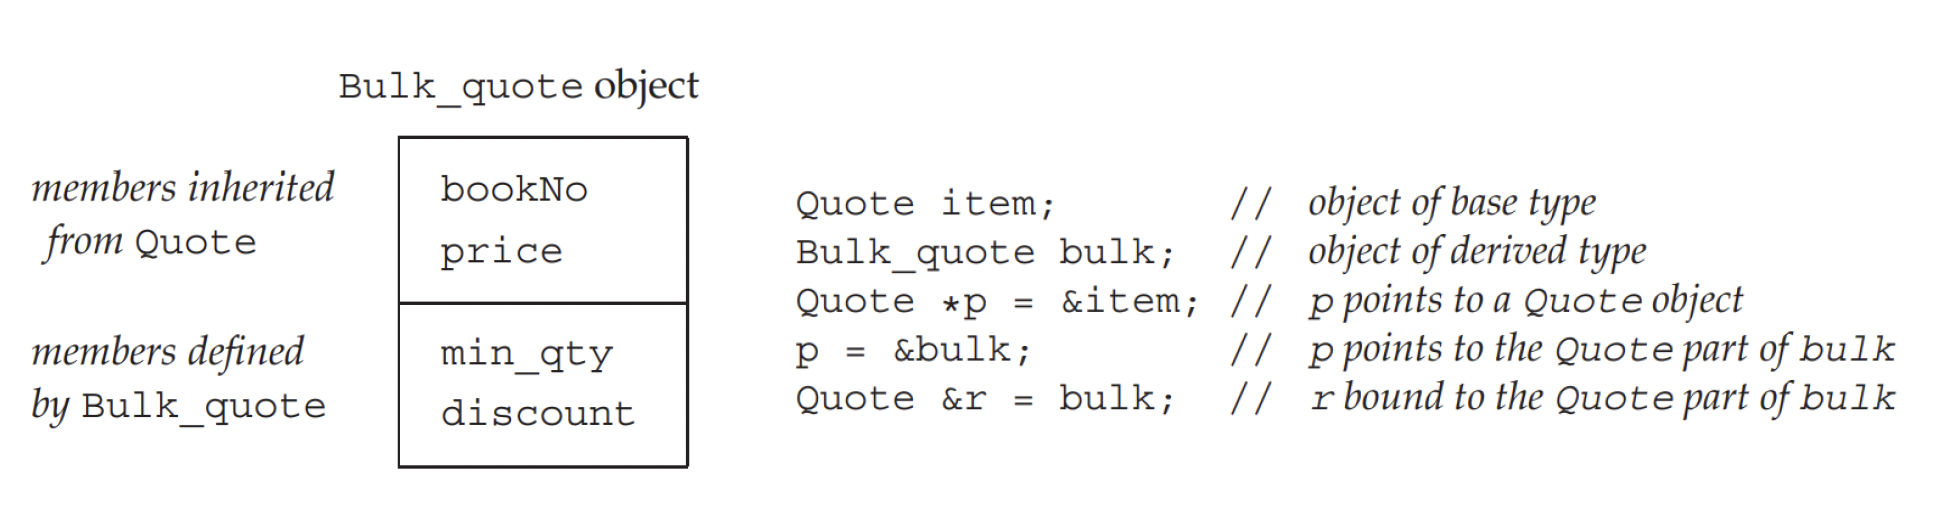 Bulk_quote object
members inherited
from Quote
bookNo
price
members defined
by Bulk_quote
min_qty
discount
Quote item; // object of base type
Bulk_quote bulk; // object of derived type
Quote *p = &item; // p points to a Quote object
p = &bulk; // p points to the Quote part of bulk
Quote &r = bulk; // r bound to the Quote part of bulk